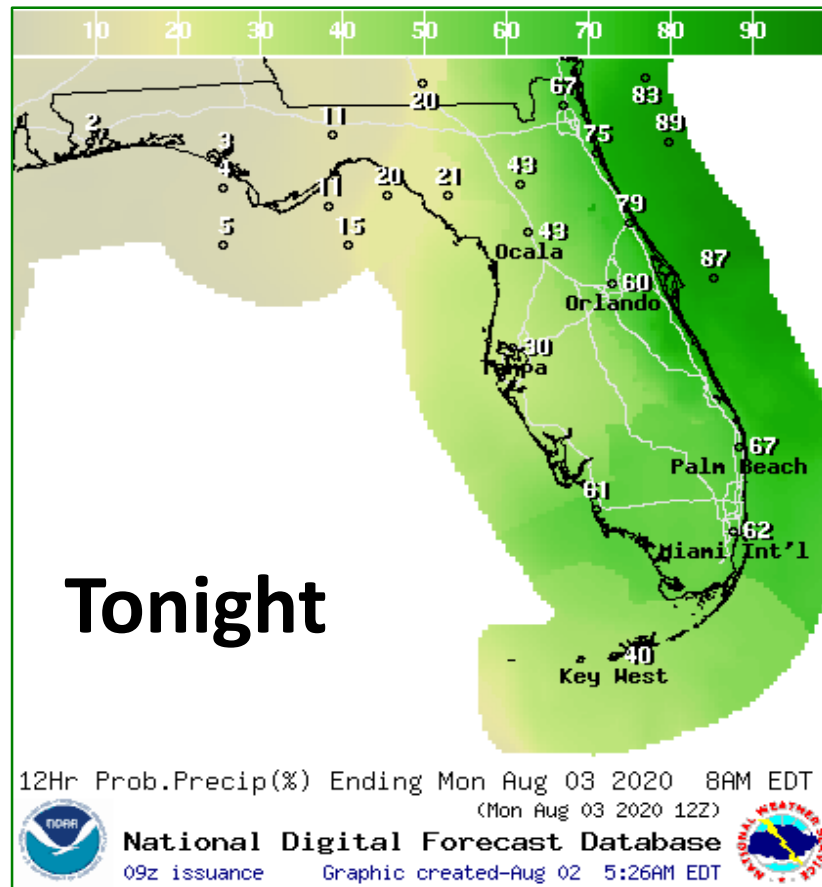 10 20 30 40 50 60 70 80 90
20 67 83
2 11 75 89
3
4 11 20 21 43
79
5 15 43
Ocala
60 87
Orlando
30
Tampa
67
Palm Beach
61
62
Miami Int'l
Tonight
40
Key West
12Hr Prob.Precip(%) Ending Mon Aug 03 2020 8AM EDT
(Mon Aug 03 2020 12Z)
NOAA
National Digital Forecast Database
09z issuance Graphic created-Aug 02 5:26AM EDT
NATIONAL WEATHER SERVICE